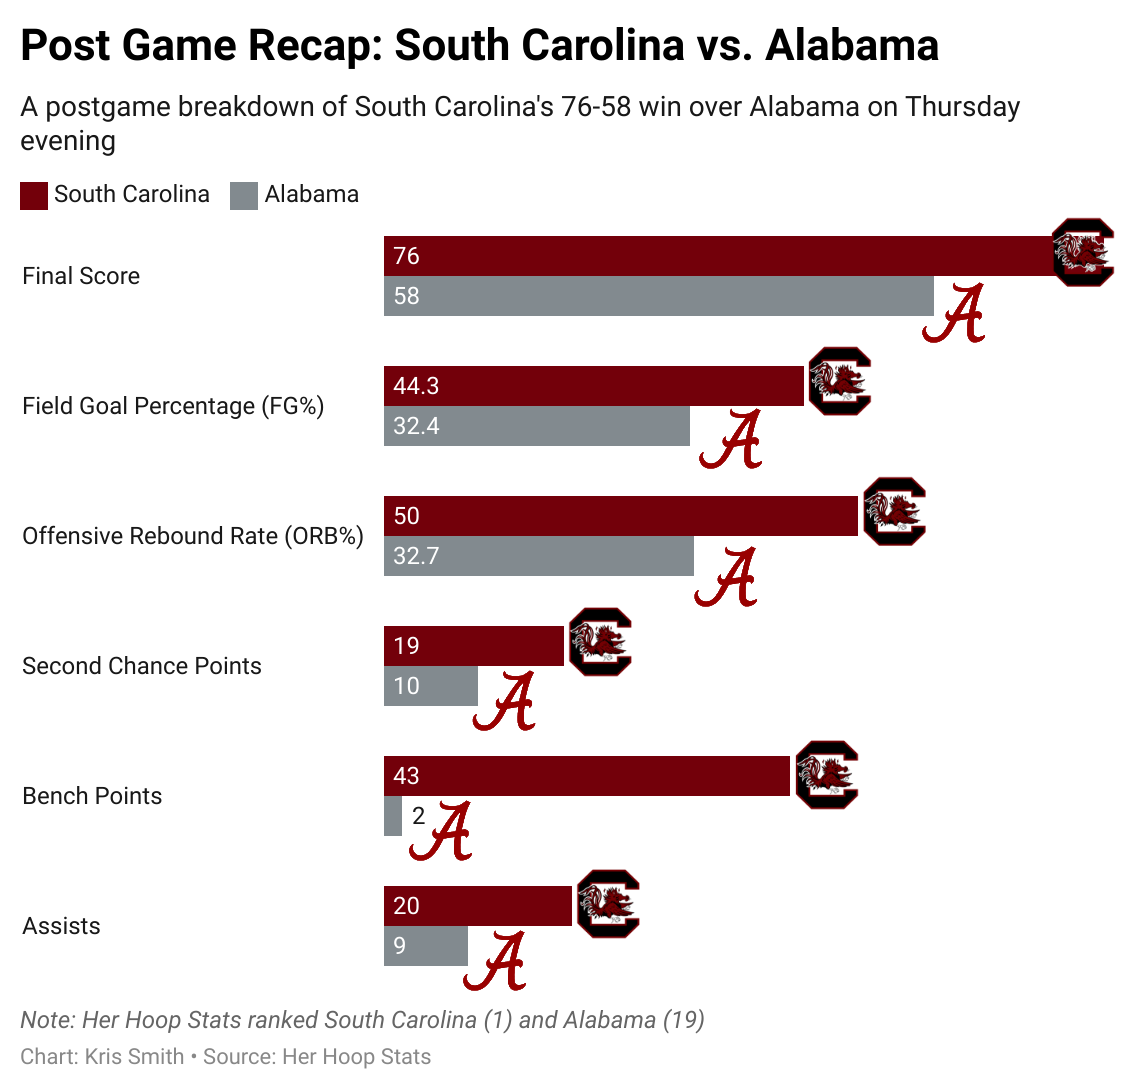 Post Game Recap: South Carolina vs. Alabama
A postgame breakdown of South Carolina's 76-58 win over Alabama on Thursday
evening
South Carolina Alabama
Final Score
76
58
Field Goal Percentage (FG%)
44.3
32.4
Offensive Rebound Rate (ORB%)
50
32.7
Second Chance Points
19
10
Bench Points
43
2
Assists
20
9
Note: Her Hoop Stats ranked South Carolina (1) and Alabama (19)
Chart: Kris Smith • Source: Her Hoop Stats